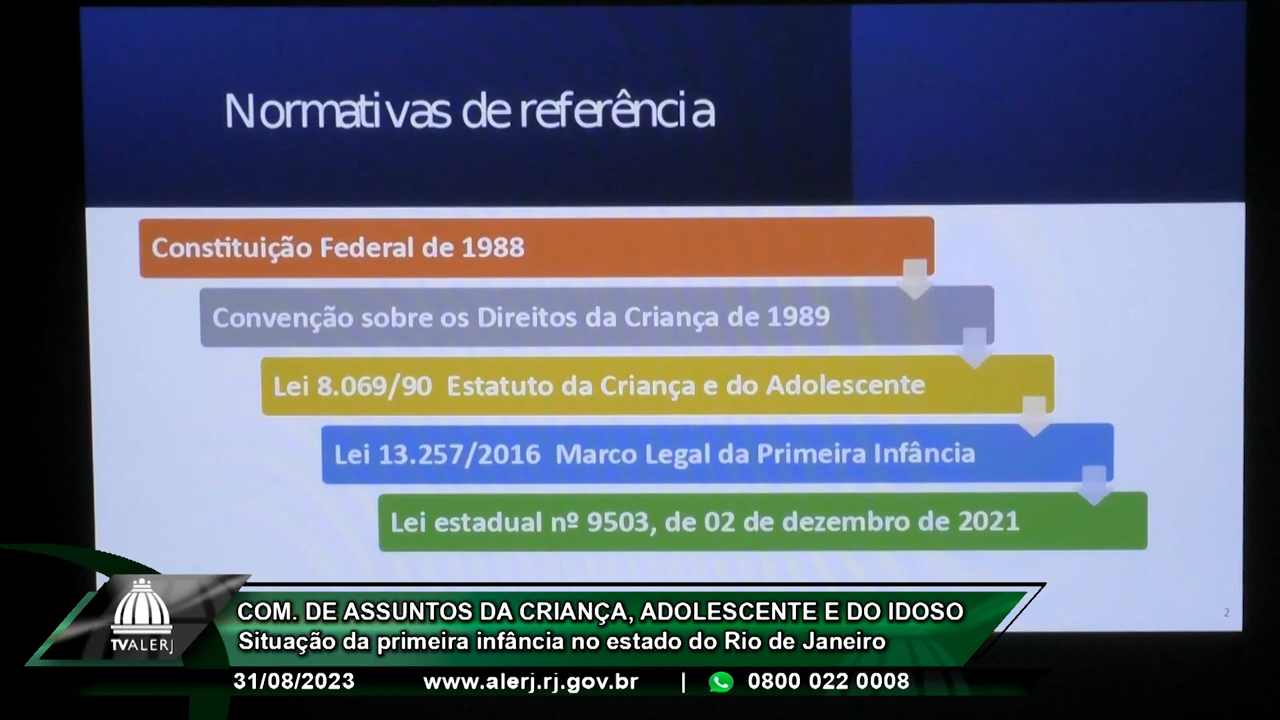 Normativas de referência
Constituição Federal de 1988
Convenção sobre os Direitos da Criança de 1989
Lei 8.069/90 Estatuto da Criança e do Adolescente
Lei 13.257/2016 Marco Legal da Primeira Infância
Lei estadual nº 9503, de 02 de dezembro de 2021
2
COM. DE ASSUNTOS DA CRIANÇA, ADOLESCENTE E DO IDOSO
Situação da primeira infância no estado do Rio de Janeiro
TVALERJ
31/08/2023 www.alerj.rj.gov.br | 0800 022 0008